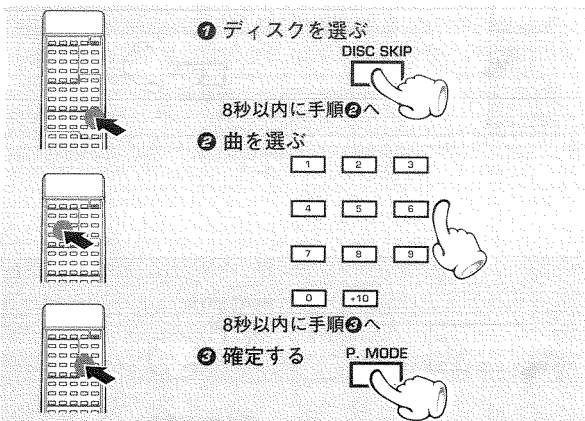 ❶ ディスクを選ぶ
DISC SKIP
8秒以内に手順❷へ
❷ 曲を選ぶ
1 2 3
4 5 6
7 8 9
0 +10
8秒以内に手順❸へ
❸ 確定する
P. MODE